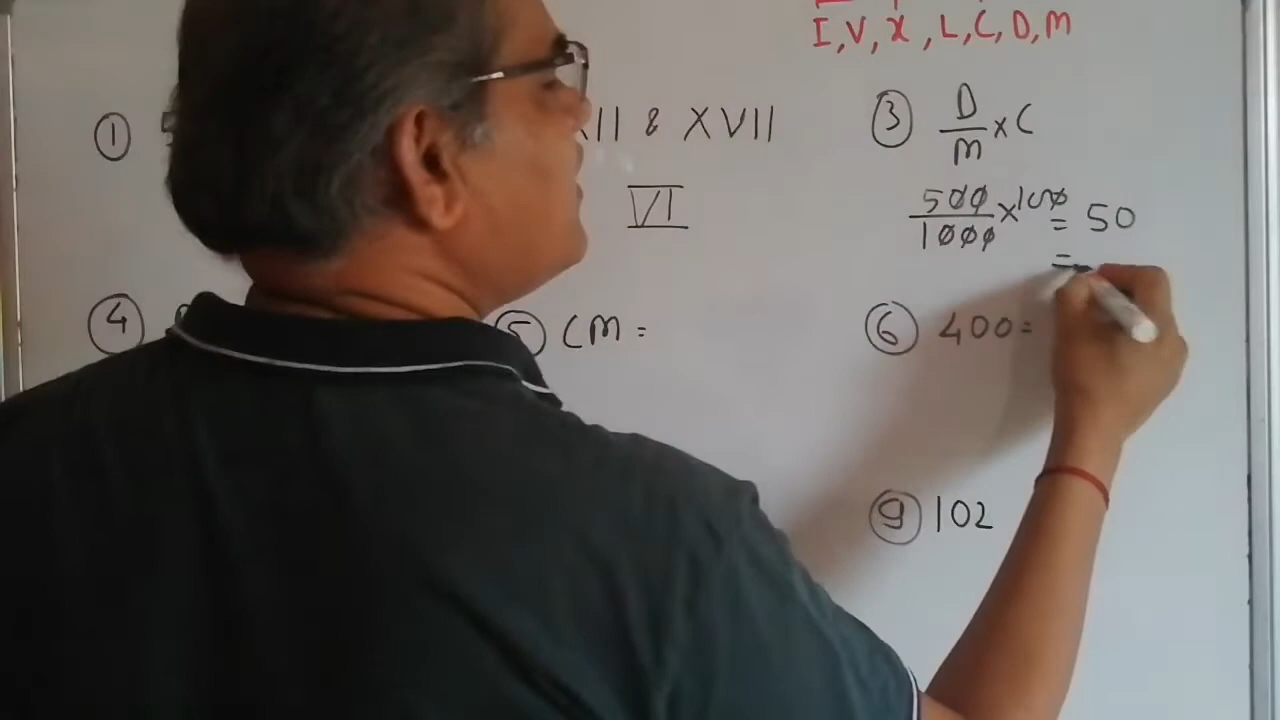 I, V, X, L, C, D, M
① II & XVII
VI
③ D/M × C
500/1000 × 100 = 50
=
④
⑤ CM =
⑥ 400 =
⑨ 102